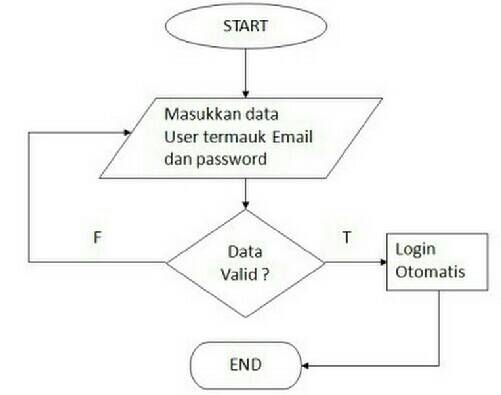 START
Masukkan data
User termauk Email
dan password
F
Data
Valid ?
T
Login
Otomatis
END